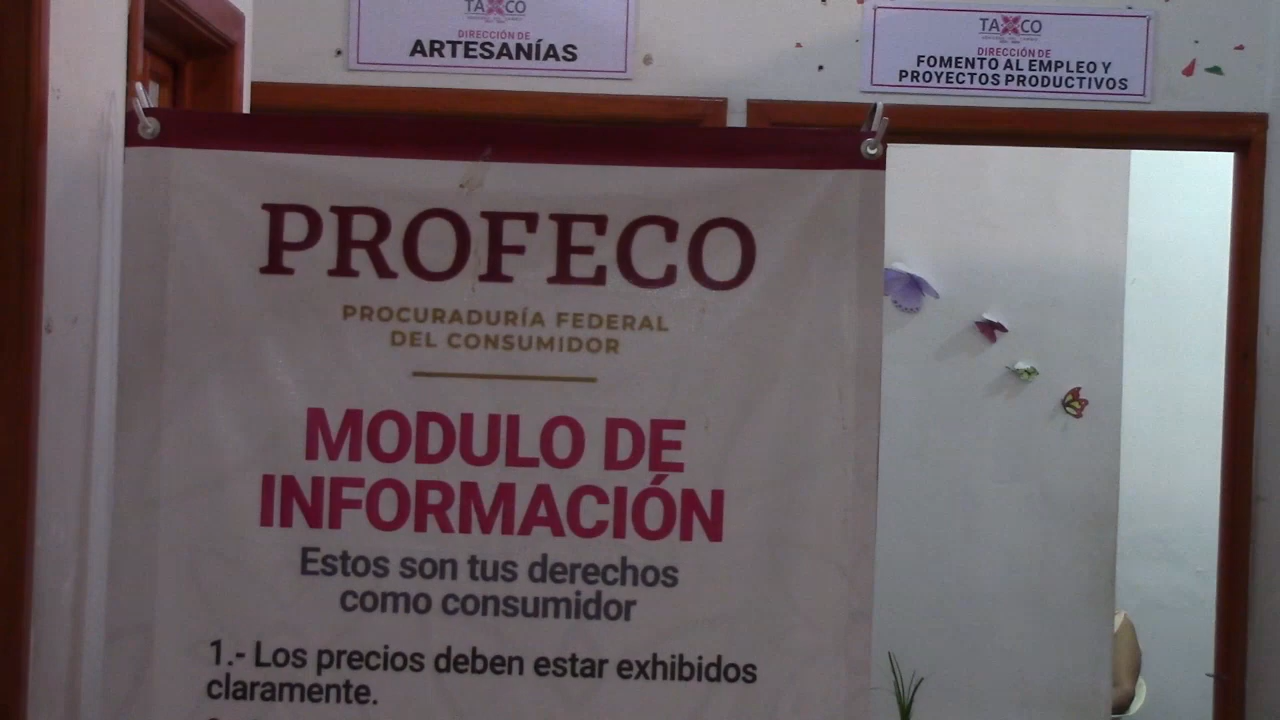 TAXCO
DIRECCIÓN DE
ARTESANÍAS
TAXCO
DIRECCIÓN DE
FOMENTO AL EMPLEO Y
PROYECTOS PRODUCTIVOS
PROFECO
PROCURADURÍA FEDERAL
DEL CONSUMIDOR
MODULO DE
INFORMACIÓN
Estos son tus derechos
como consumidor
1.- Los precios deben estar exhibidos
claramente.